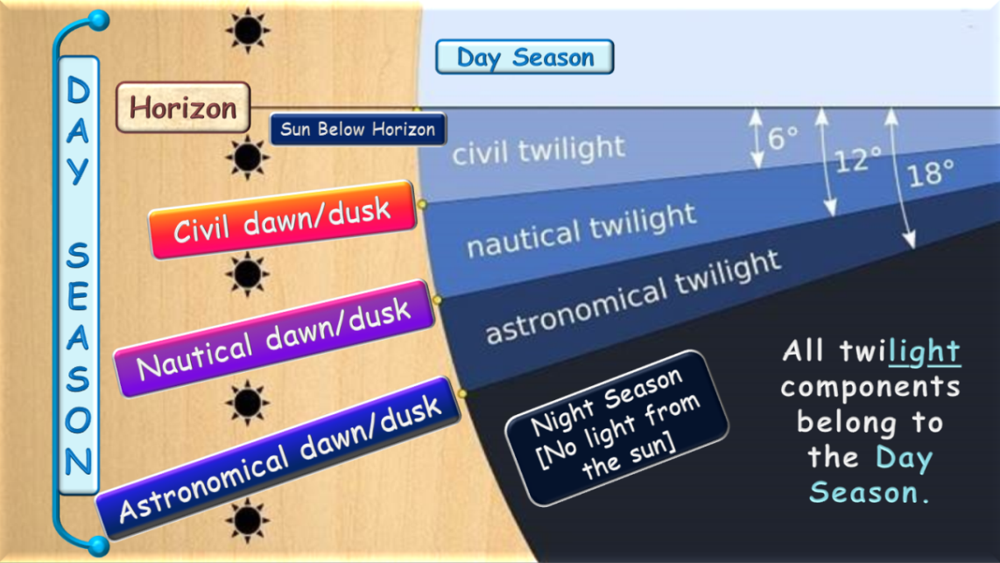 DAY SEASON
Day Season
Horizon
Sun Below Horizon
civil twilight
6°
12°
18°
Civil dawn/dusk
nautical twilight
Nautical dawn/dusk
astronomical twilight
Astronomical dawn/dusk
Night Season
[No light from
the sun]
All twilight
components
belong to
the Day
Season.